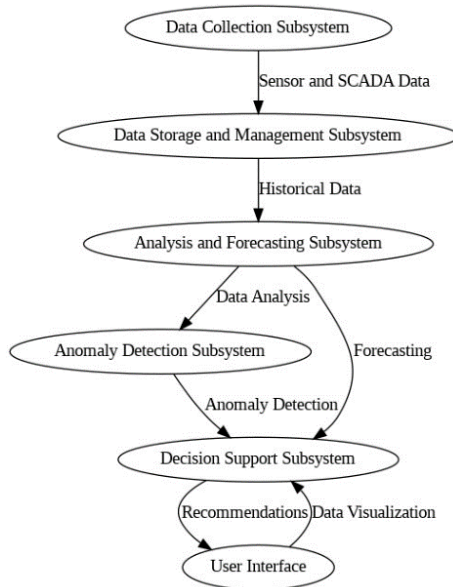 Data Collection Subsystem
Sensor and SCADA Data
Data Storage and Management Subsystem
Historical Data
Analysis and Forecasting Subsystem
Data Analysis
Anomaly Detection Subsystem
Forecasting
Anomaly Detection
Decision Support Subsystem
Recommendations
Data Visualization
User Interface